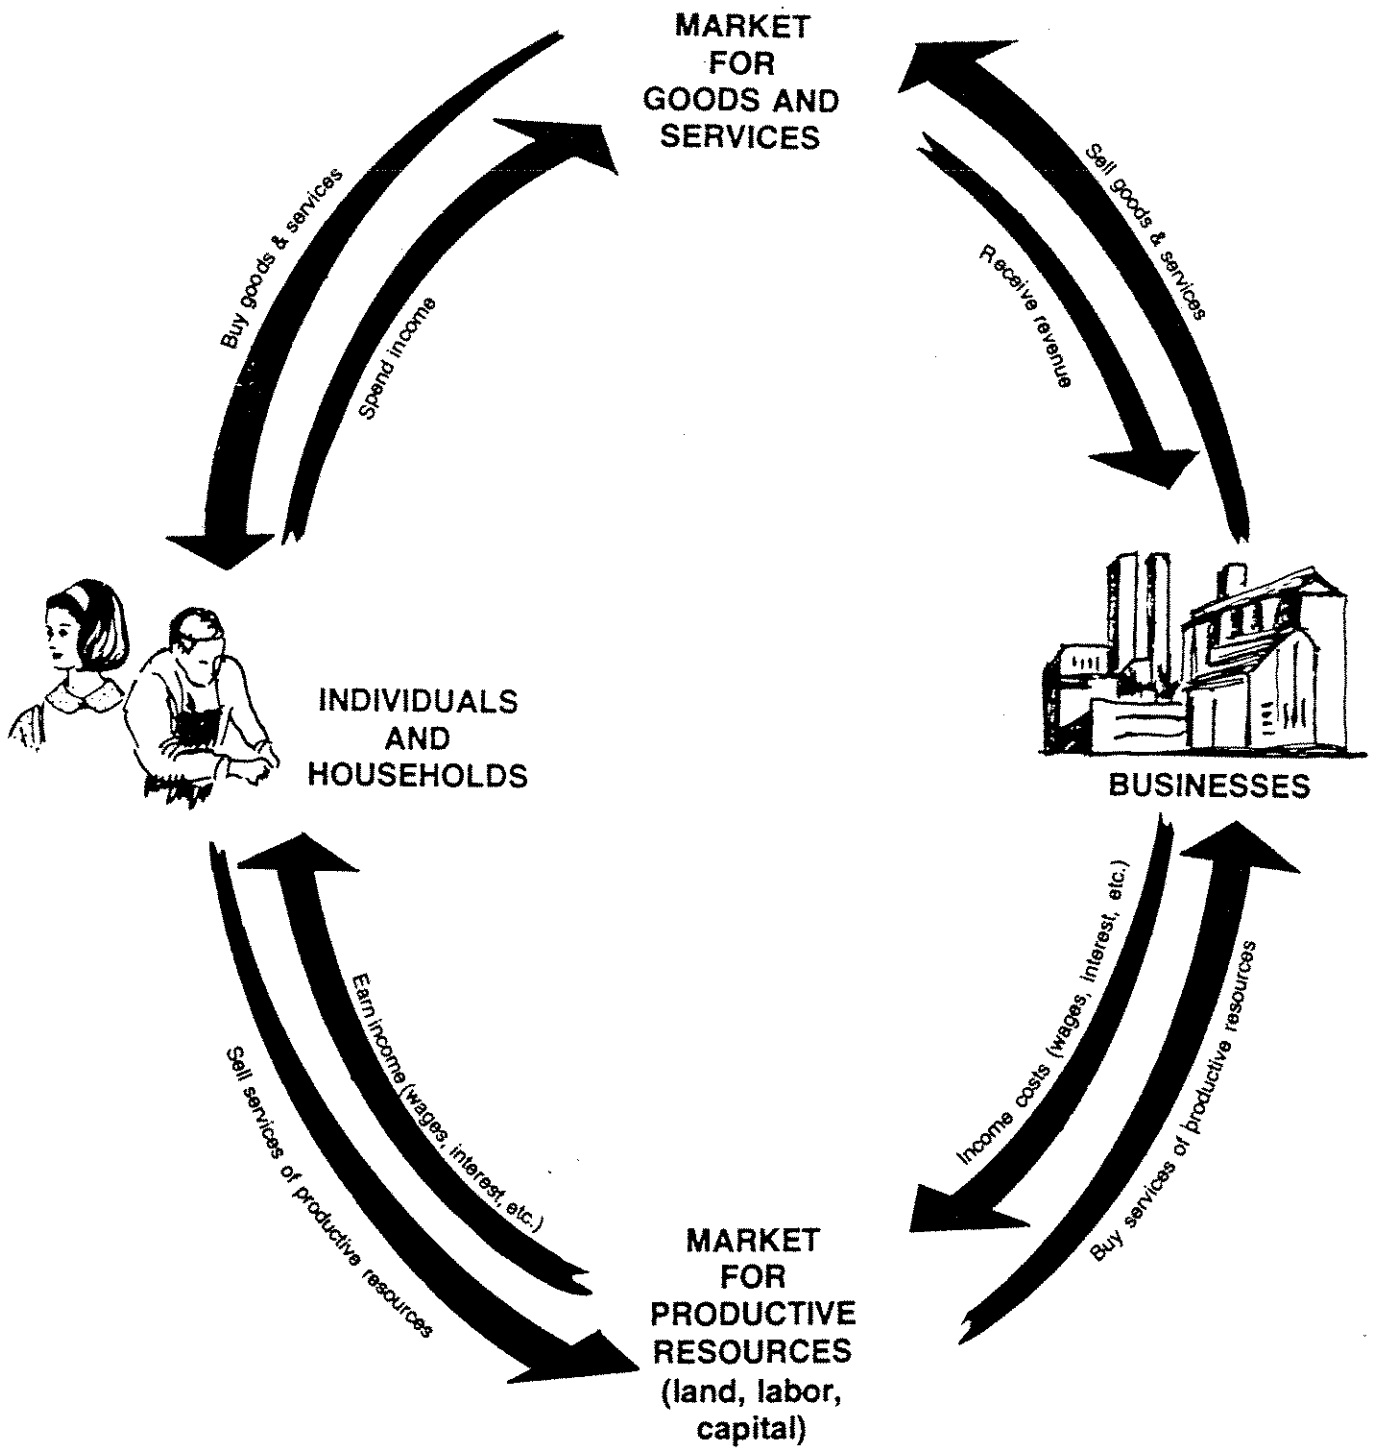 MARKET
FOR
GOODS AND
SERVICES
Buy goods & services
Spend income
Sell goods & services
Receive revenue
INDIVIDUALS
AND
HOUSEHOLDS
BUSINESSES
Earn income (wages, interest, etc.)
Sell services of productive resources
Income costs (wages, interest, etc.)
Buy services of productive resources
MARKET
FOR
PRODUCTIVE
RESOURCES
(land, labor,
capital)